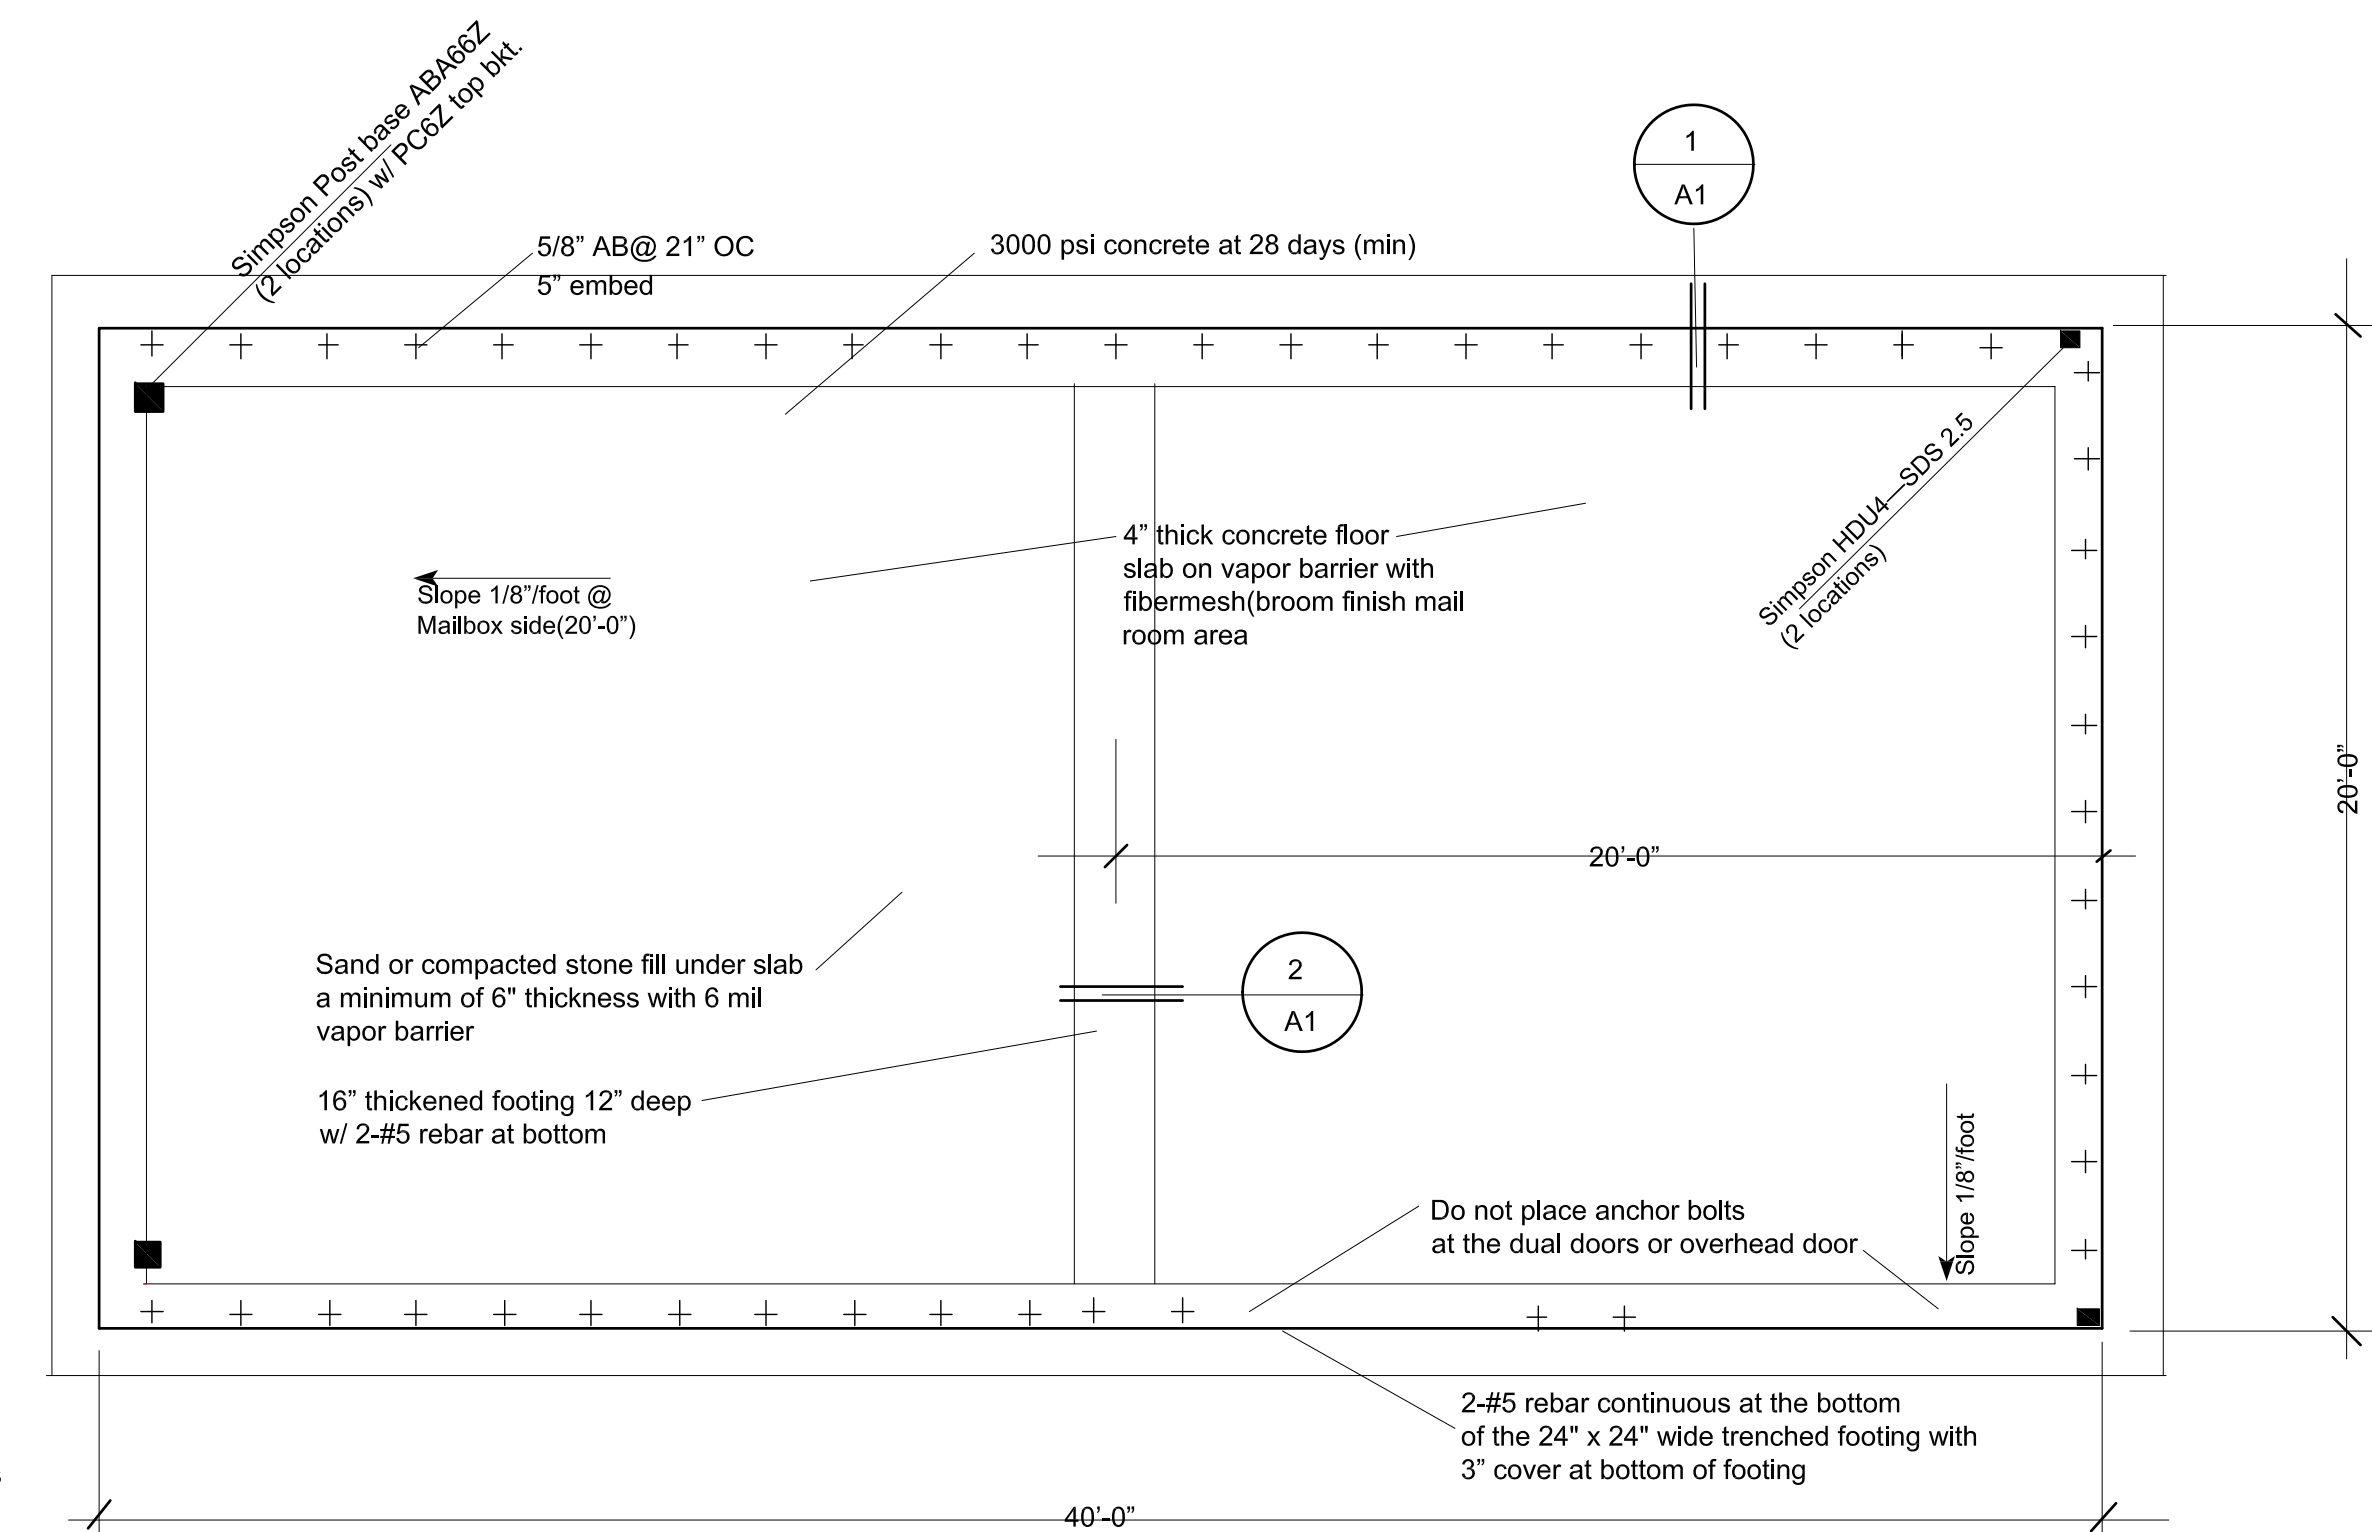 Simpson Post base ABA66Z
(2 locations) w/ PC6Z top bkt.
1
A1
5/8” AB@ 21” OC
5” embed
3000 psi concrete at 28 days (min)
4” thick concrete floor
slab on vapor barrier with
fibermesh(broom finish mail
room area
Simpson HDU4—SDS 2.5
(2 locations)
Slope 1/8”/foot @
Mailbox side(20’-0”)
20’-0”
20’-0”
Sand or compacted stone fill under slab
a minimum of 6" thickness with 6 mil
vapor barrier
2
A1
16” thickened footing 12” deep
w/ 2-#5 rebar at bottom
Slope 1/8”/foot
Do not place anchor bolts
at the dual doors or overhead door
2-#5 rebar continuous at the bottom
of the 24" x 24" wide trenched footing with
3” cover at bottom of footing
40’-0”